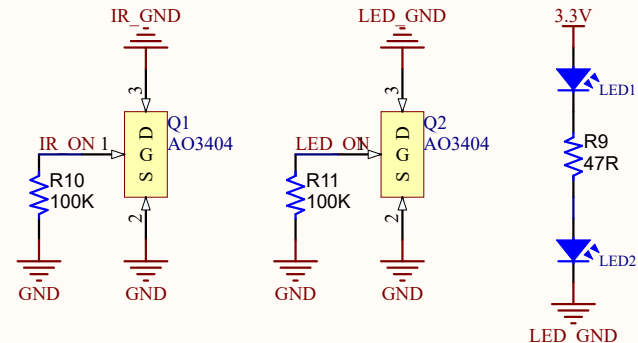 IR_GND
3
D
G
S
Q1
AO3404
IR_ON
1
R10
100K
2
GND
GND
LED_GND
3
D
G
S
Q2
AO3404
LED_ON
1
R11
100K
2
GND
GND
3.3V
LED1
R9
47R
LED2
LED_GND